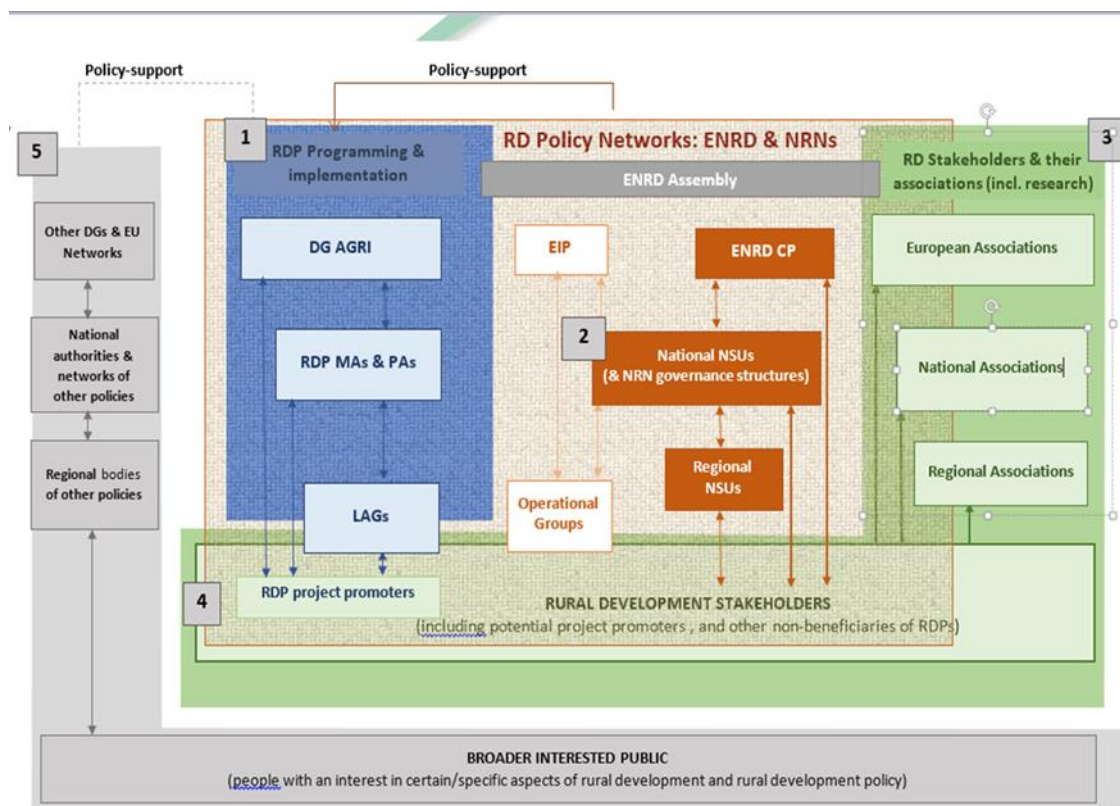 Policy-support
Policy-support
5
1
RDP Programming &
implementation
RD Policy Networks: ENRD & NRNs
ENRD Assembly
3
RD Stakeholders & their
associations (incl. research)
Other DGs & EU
Networks
DG AGRI
EIP
ENRD CP
European Associations
National
authorities &
networks of
other policies
RDP MAs & PAs
2
National NSUs
(& NRN governance structures)
National Associations
Regional bodies
of other policies
LAGs
Operational
Groups
Regional
NSUs
Regional Associations
4
RDP project promoters
RURAL DEVELOPMENT STAKEHOLDERS
(including potential project promoters , and other non-beneficiaries of RDPs)
BROADER INTERESTED PUBLIC
(people with an interest in certain/specific aspects of rural development and rural development policy)